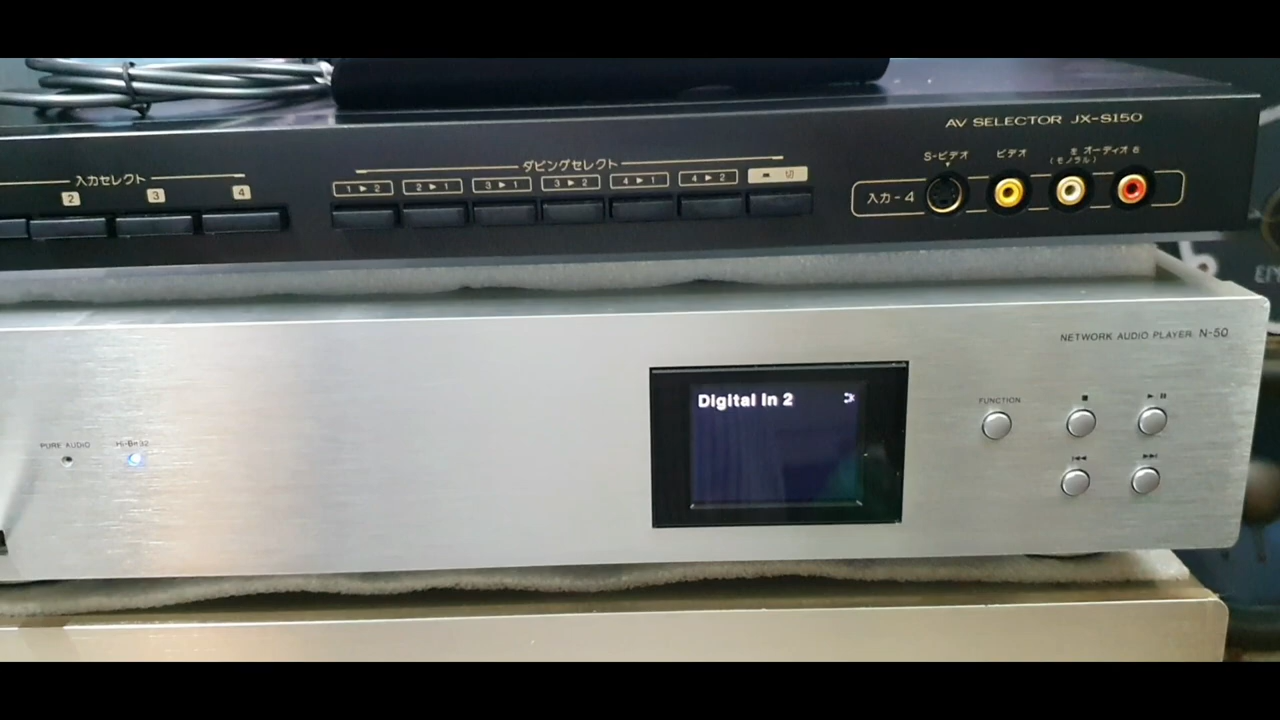 AV SELECTOR JX-S150
入力セレクト
2 3 4
ダビングセレクト
1 ▶ 2 2 ▶ 1 3 ▶ 1 3 ▶ 2 4 ▶ 1 4 ▶ 2 切
S-ビデオ ビデオ 左 オーディオ 右
(モノラル)
入力-4
NETWORK AUDIO PLAYER N-50
PURE AUDIO Hi-Bit32
Digital In 2
FUNCTION